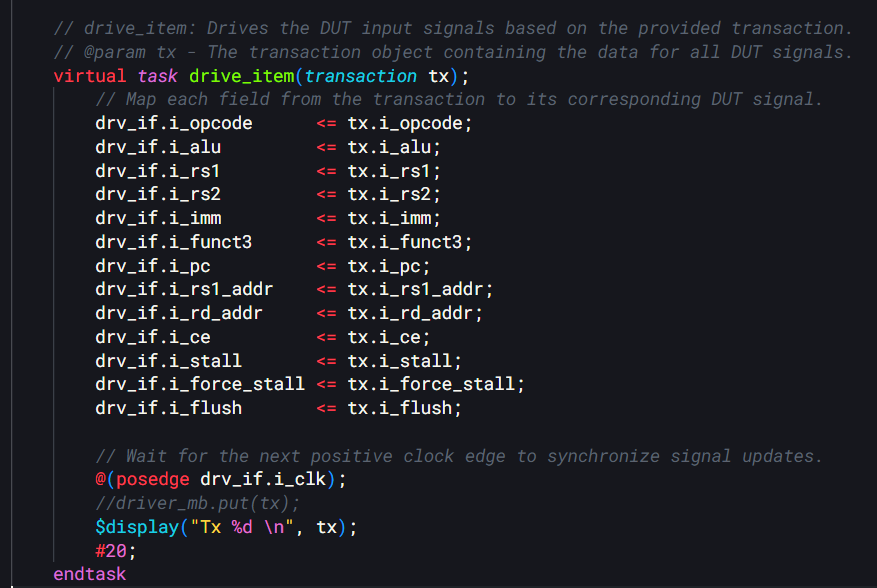 // drive_item: Drives the DUT input signals based on the provided transaction.
// @param tx - The transaction object containing the data for all DUT signals.
virtual task drive_item(transaction tx);
// Map each field from the transaction to its corresponding DUT signal.
drv_if.i_opcode <= tx.i_opcode;
drv_if.i_alu <= tx.i_alu;
drv_if.i_rs1 <= tx.i_rs1;
drv_if.i_rs2 <= tx.i_rs2;
drv_if.i_imm <= tx.i_imm;
drv_if.i_funct3 <= tx.i_funct3;
drv_if.i_pc <= tx.i_pc;
drv_if.i_rs1_addr <= tx.i_rs1_addr;
drv_if.i_rd_addr <= tx.i_rd_addr;
drv_if.i_ce <= tx.i_ce;
drv_if.i_stall <= tx.i_stall;
drv_if.i_force_stall <= tx.i_force_stall;
drv_if.i_flush <= tx.i_flush;
// Wait for the next positive clock edge to synchronize signal updates.
@(posedge drv_if.i_clk);
//driver_mb.put(tx);
$display("Tx %d \n", tx);
#20;
endtask